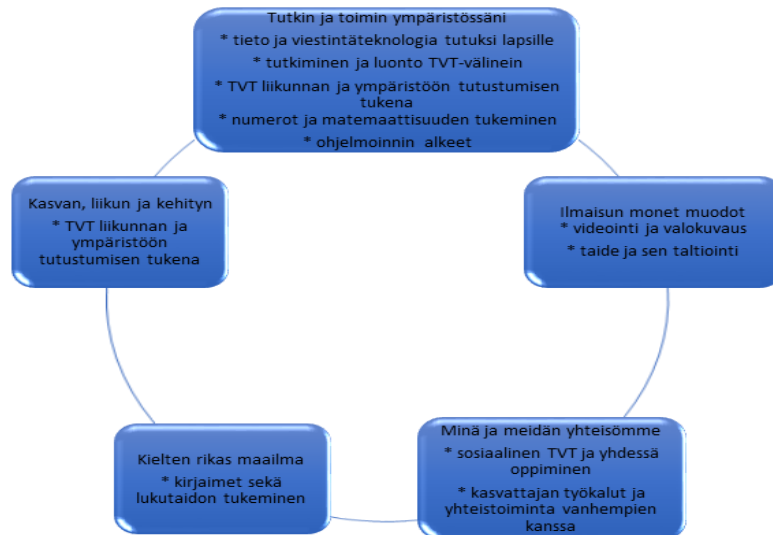 Tutkin ja toimin ympäristössäni
* tieto ja viestintäteknologia tutuksi lapsille
* tutkiminen ja luonto TVT-välinein
* TVT liikunnan ja ympäristöön tutustumisen
tukena
* numerot ja matemaattisuuden tukeminen
* ohjelmoinnin alkeet
Ilmaisun monet muodot
* videointi ja valokuvaus
* taide ja sen taltiointi
Minä ja meidän yhteisömme
* sosiaalinen TVT ja yhdessä
oppiminen
* kasvattajan työkalut ja
yhteistoiminta vanhempien
kanssa
Kielten rikas maailma
* kirjaimet sekä
lukutaidon tukeminen
Kasvan, liikun ja kehityn
* TVT liikunnan ja
ympäristöön
tutustumisen tukena